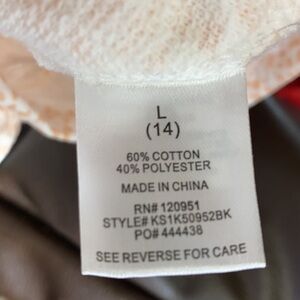 L
(14)
60% COTTON
40% POLYESTER
MADE IN CHINA
RN# 120951
STYLE# KS1K50952BK
PO# 444438
SEE REVERSE FOR CARE